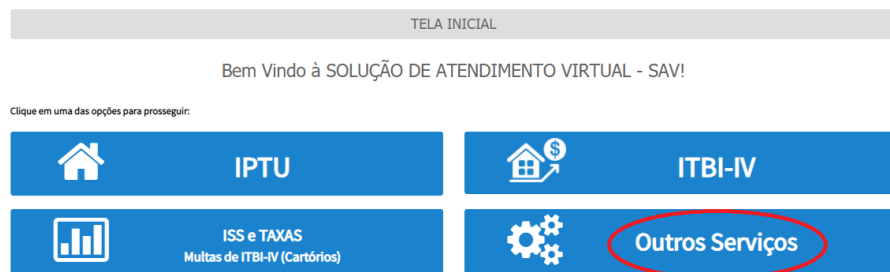 TELA INICIAL
Bem Vindo à SOLUÇÃO DE ATENDIMENTO VIRTUAL - SAV!
Clique em uma das opções para prosseguir:
IPTU
$
ITBI-IV
ISS e TAXAS
Multas de ITBI-IV (Cartórios)
Outros Serviços